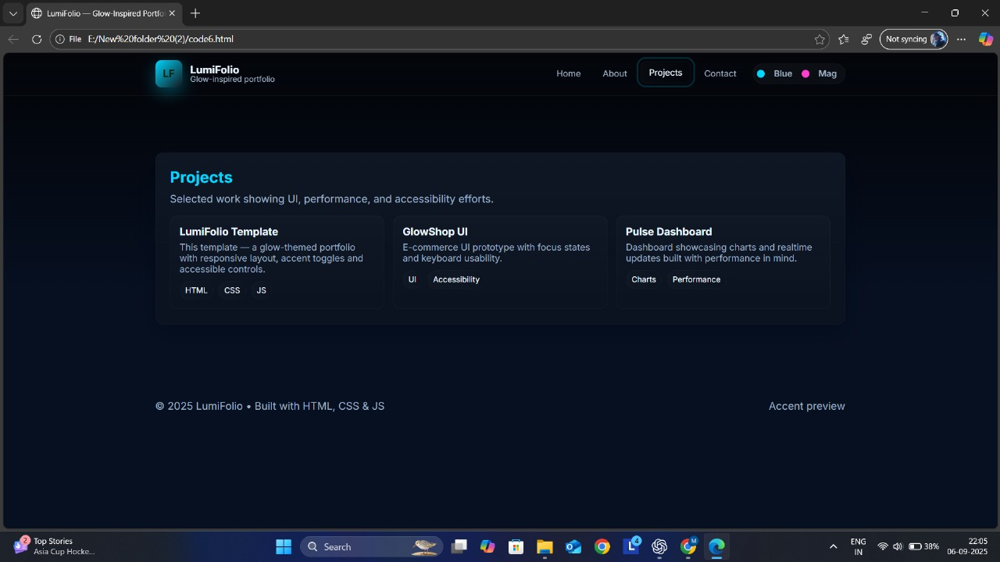 LumiFolio — Glow-Inspired Portfo
File E:/New%20folder%20(2)/code6.html
Not syncing
LF
LumiFolio
Glow-inspired portfolio
Home
About
Projects
Contact
Blue
Mag
Projects
Selected work showing UI, performance, and accessibility efforts.
LumiFolio Template
This template — a glow-themed portfolio
with responsive layout, accent toggles and
accessible controls.
HTML
CSS
JS
GlowShop UI
E-commerce UI prototype with focus states
and keyboard usability.
UI
Accessibility
Pulse Dashboard
Dashboard showcasing charts and realtime
updates built with performance in mind.
Charts
Performance
© 2025 LumiFolio • Built with HTML, CSS & JS
Accent preview
2
Top Stories
Asia Cup Hocke...
Search
L
4
M
ENG
IN
38%
22:05
06-09-2025